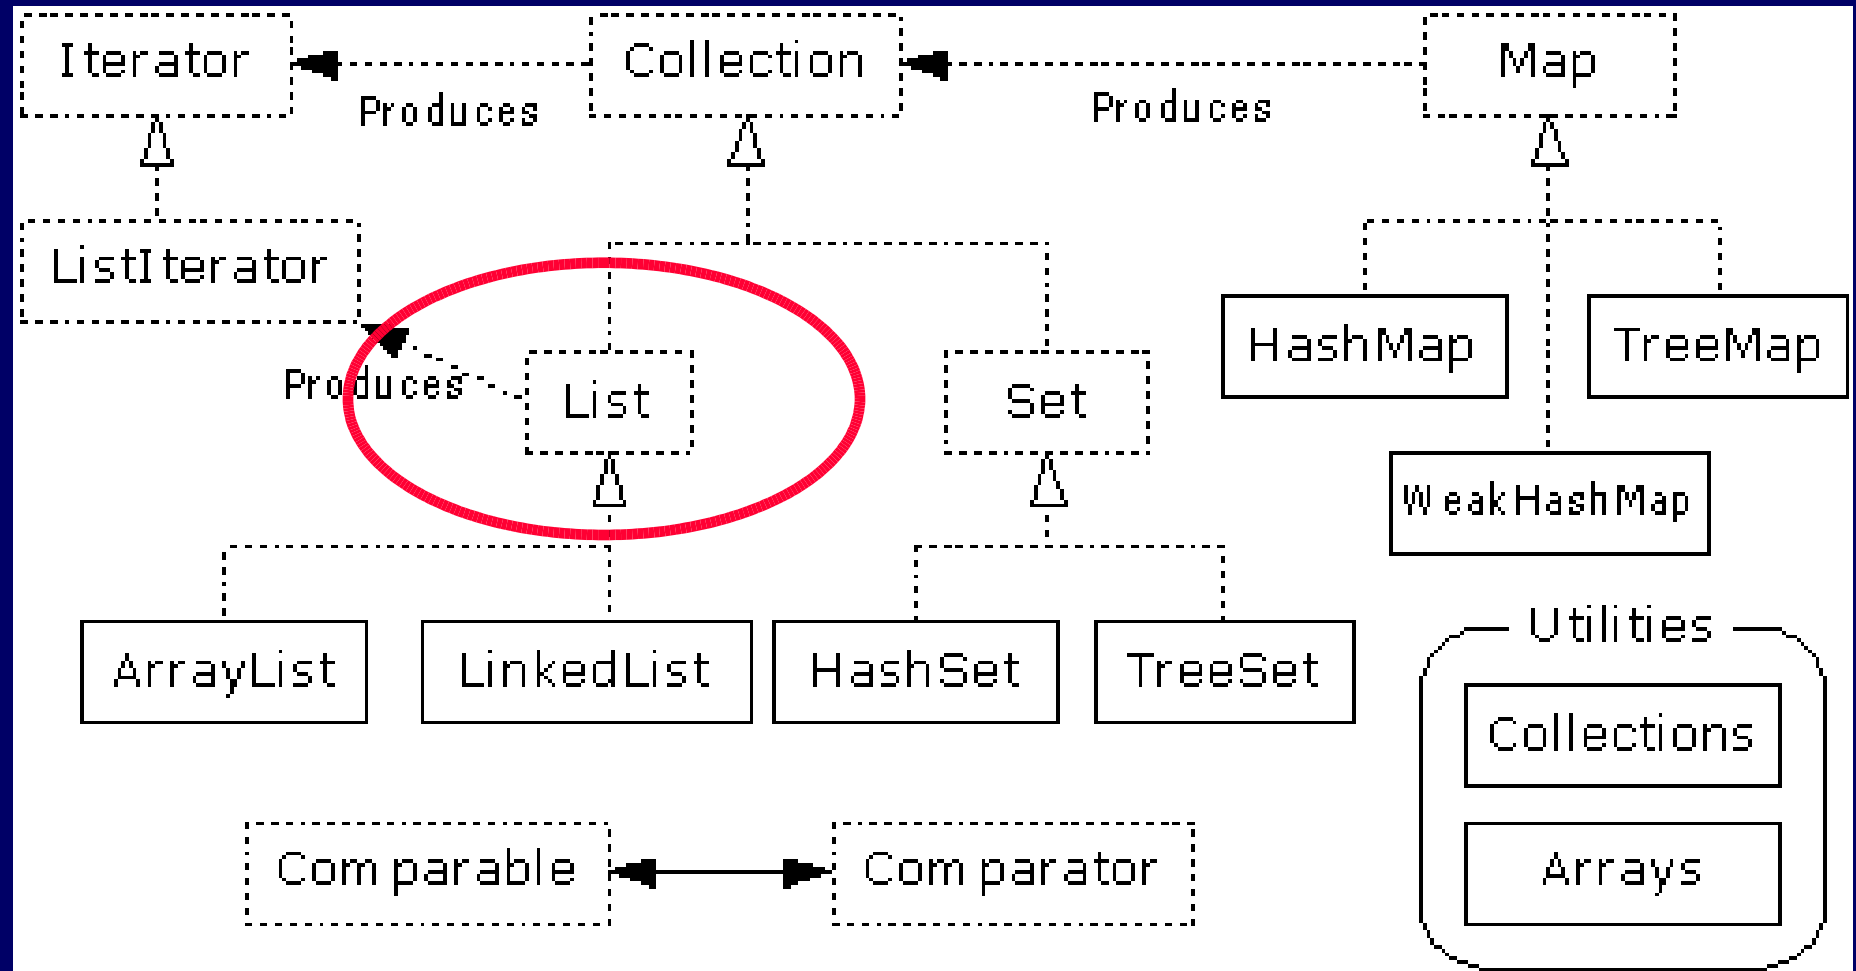 Iterator
Collection
Map
Produces
Produces
ListIterator
HashMap
TreeMap
Produces
List
Set
WeakHashMap
Utilities
ArrayList
LinkedList
HashSet
TreeSet
Collections
Comparable
Comparator
Arrays